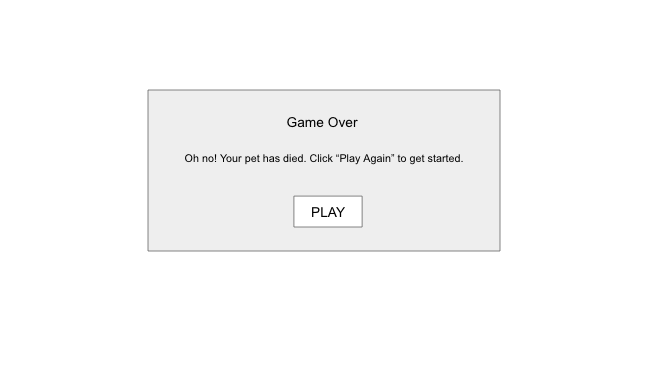 Game Over
Oh no! Your pet has died. Click “Play Again” to get started.
PLAY